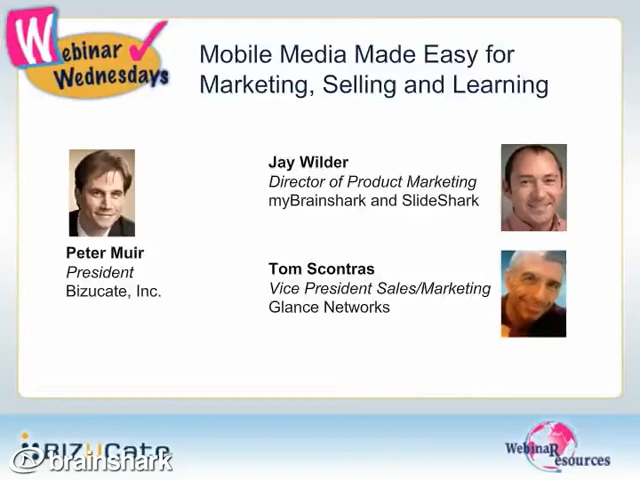 Webinar
Wednesdays
Mobile Media Made Easy for
Marketing, Selling and Learning
Jay Wilder
Director of Product Marketing
myBrainshark and SlideShark
Peter Muir
President
Bizucate, Inc.
Tom Scontras
Vice President Sales/Marketing
Glance Networks
BIZUCate
brainshark
WebinaR
Resources